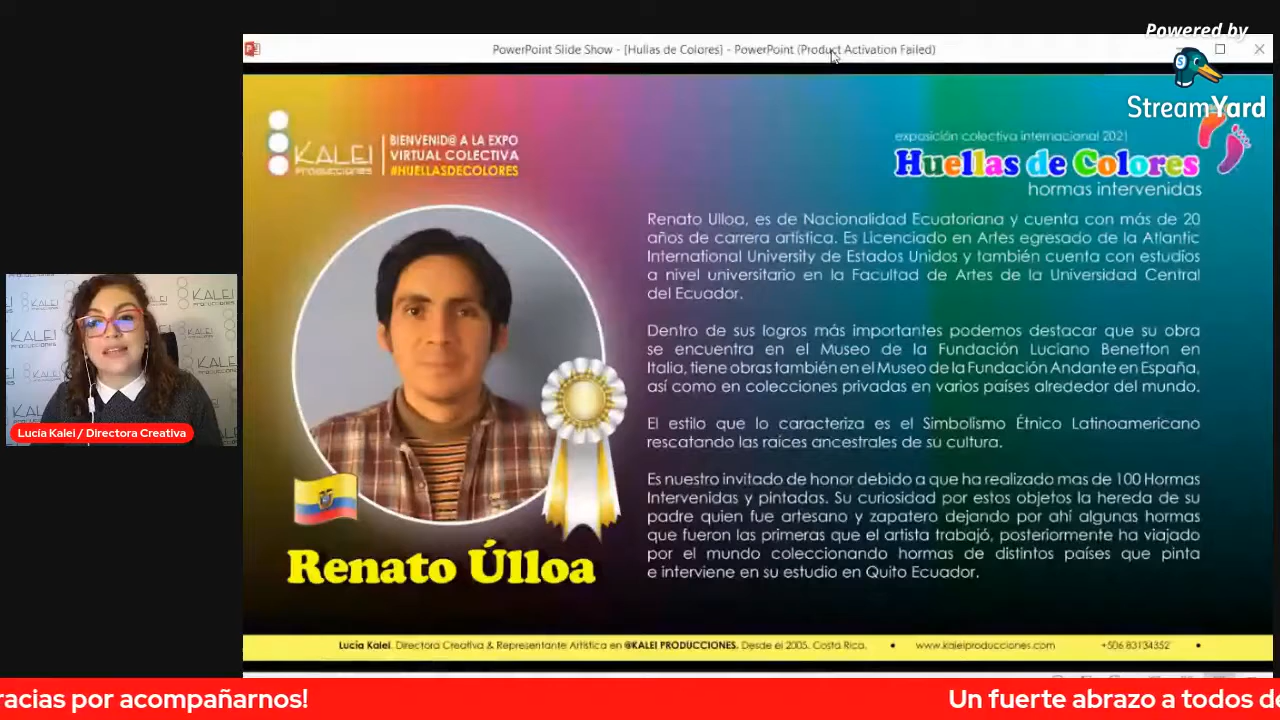 PowerPoint Slide Show - [Hullas de Colores] - PowerPoint (Product Activation Failed)
Powered by
StreamYard
KALEI
PRODUCCIONES
BIENVENID@ A LA EXPO
VIRTUAL COLECTIVA
#HUELLASDECOLORES
exposición colectiva internacional 2021
Huellas de Colores
hormas intervenidas
Renato Ulloa, es de Nacionalidad Ecuatoriana y cuenta con más de 20
años de carrera artística. Es Licenciado en Artes egresado de la Atlantic
International University de Estados Unidos y también cuenta con estudios
a nivel universitario en la Facultad de Artes de la Universidad Central
del Ecuador.
Dentro de sus logros más importantes podemos destacar que su obra
se encuentra en el Museo de la Fundación Luciano Benetton en
Italia, tiene obras también en el Museo de la Fundación Andante en España,
así como en colecciones privadas en varios países alrededor del mundo.
El estilo que lo caracteriza es el Simbolismo Étnico Latinoamericano
rescatando las raíces ancestrales de su cultura.
Es nuestro invitado de honor debido a que ha realizado mas de 100 Hormas
Intervenidas y pintadas. Su curiosidad por estos objetos la hereda de su
padre quien fue artesano y zapatero dejando por ahí algunas hormas
que fueron las primeras que el artista trabajó, posteriormente ha viajado
por el mundo coleccionando hormas de distintos países que pinta
e interviene en su estudio en Quito Ecuador.
Renato Úlloa
KALEI
Lucía Kalei / Directora Creativa
Lucía Kalei. Directora Creativa & Representante Artística en @KALEI PRODUCCIONES. Desde el 2005. Costa Rica. • www.kaleiproducciones.com +506 83134352 •
racias por acompañarnos! Un fuerte abrazo a todos de